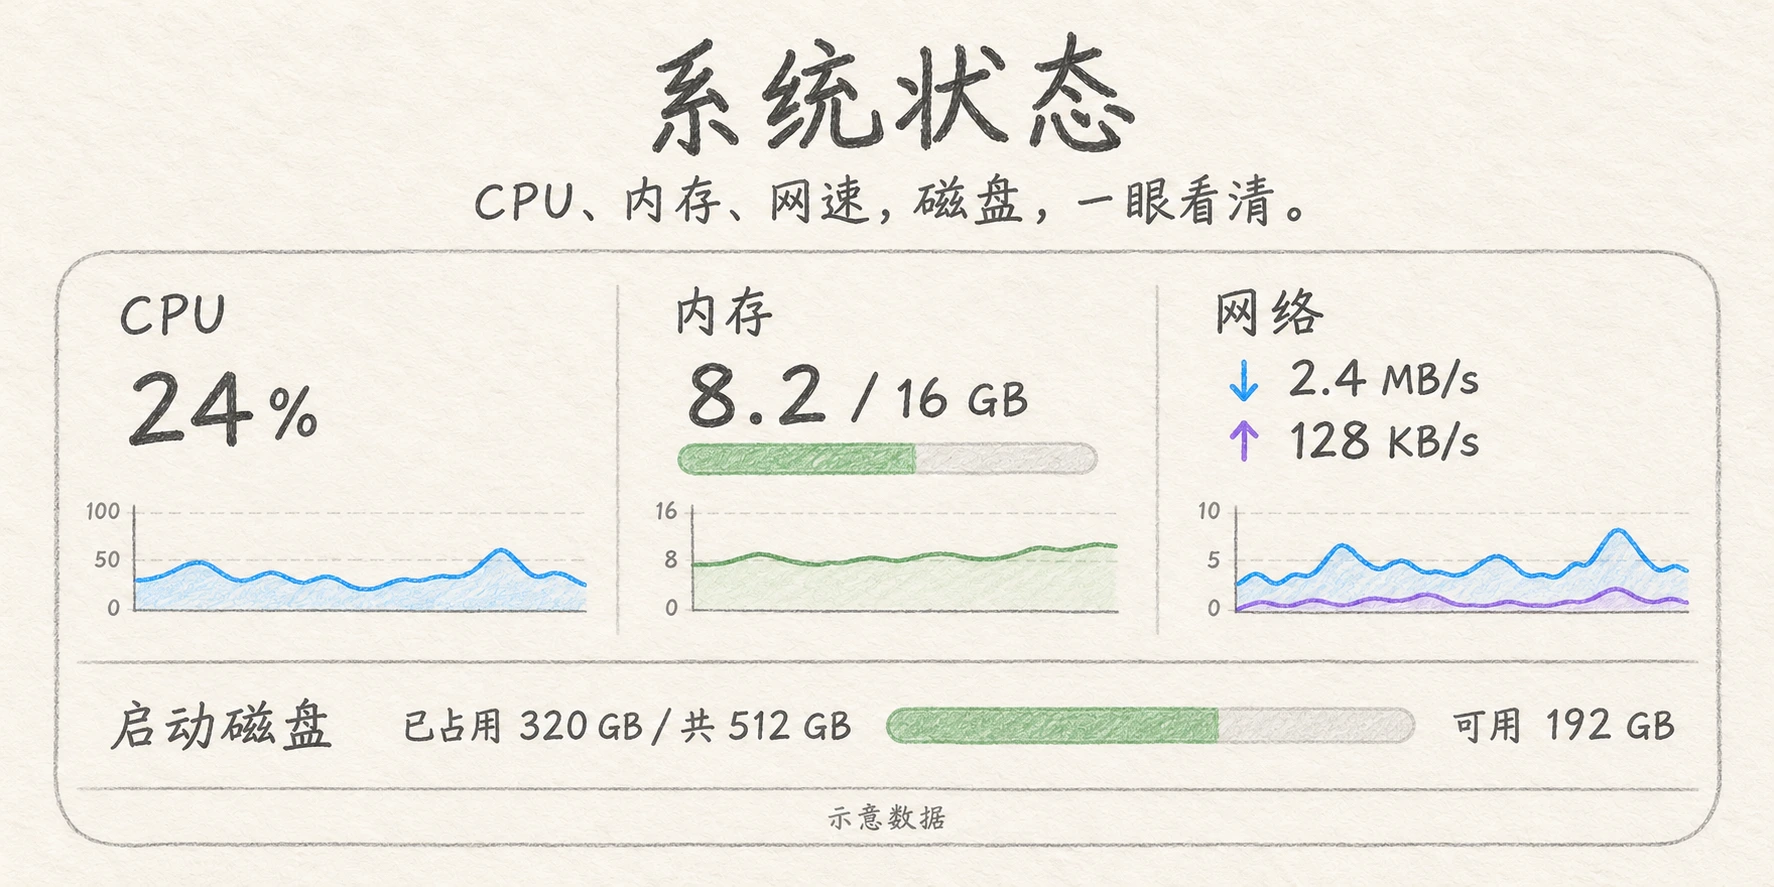 系统状态
CPU、内存、网速，磁盘，一眼看清。
CPU
24%
100
50
0
内存
8.2 / 16 GB
16
8
0
网络
↓ 2.4 MB/s
↑ 128 KB/s
10
5
0
启动磁盘 已占用 320 GB / 共 512 GB 可用 192 GB
示意数据